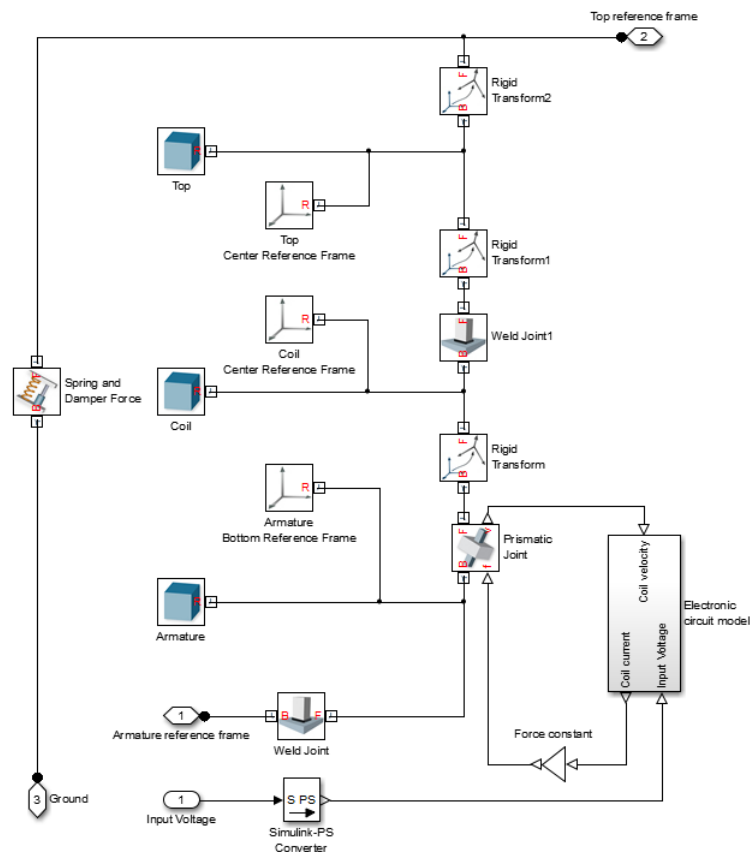 Top reference frame
2
F
Rigid
Transform2
B
R
Top
R
Top
Center Reference Frame
F
Rigid
Transform1
B
R
Coil
Center Reference Frame
F
Weld Joint1
B
Spring and
Damper Force
B
R
Coil
F
Rigid
Transform
B
R
Armature
Bottom Reference Frame
F
v
Prismatic
Joint
B
f
Coil velocity
Electronic
circuit model
Coil current
Input Voltage
R
Armature
1
Armature reference frame
B F
Weld Joint
Force constant
3
Ground
1
Input Voltage
S PS
Simulink-PS
Converter